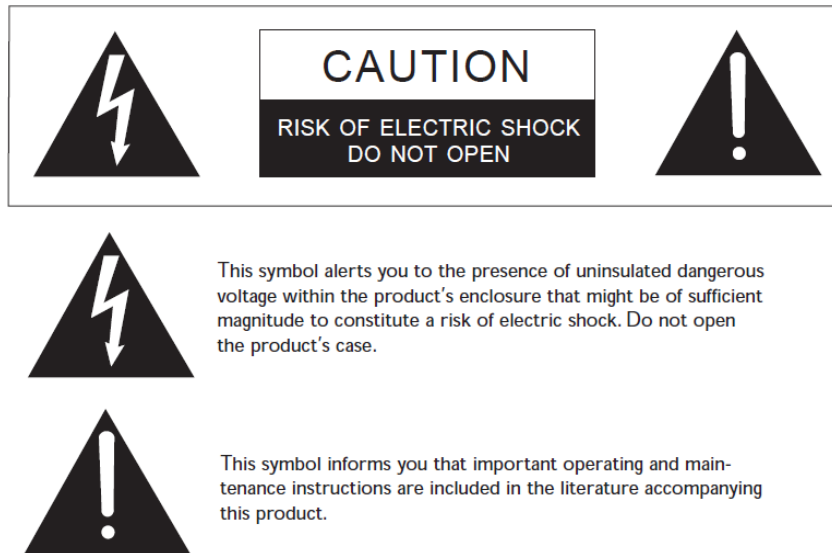 CAUTION
RISK OF ELECTRIC SHOCK
DO NOT OPEN
This symbol alerts you to the presence of uninsulated dangerous
voltage within the product's enclosure that might be of sufficient
magnitude to constitute a risk of electric shock. Do not open
the product's case.
This symbol informs you that important operating and main-
tenance instructions are included in the literature accompanying
this product.